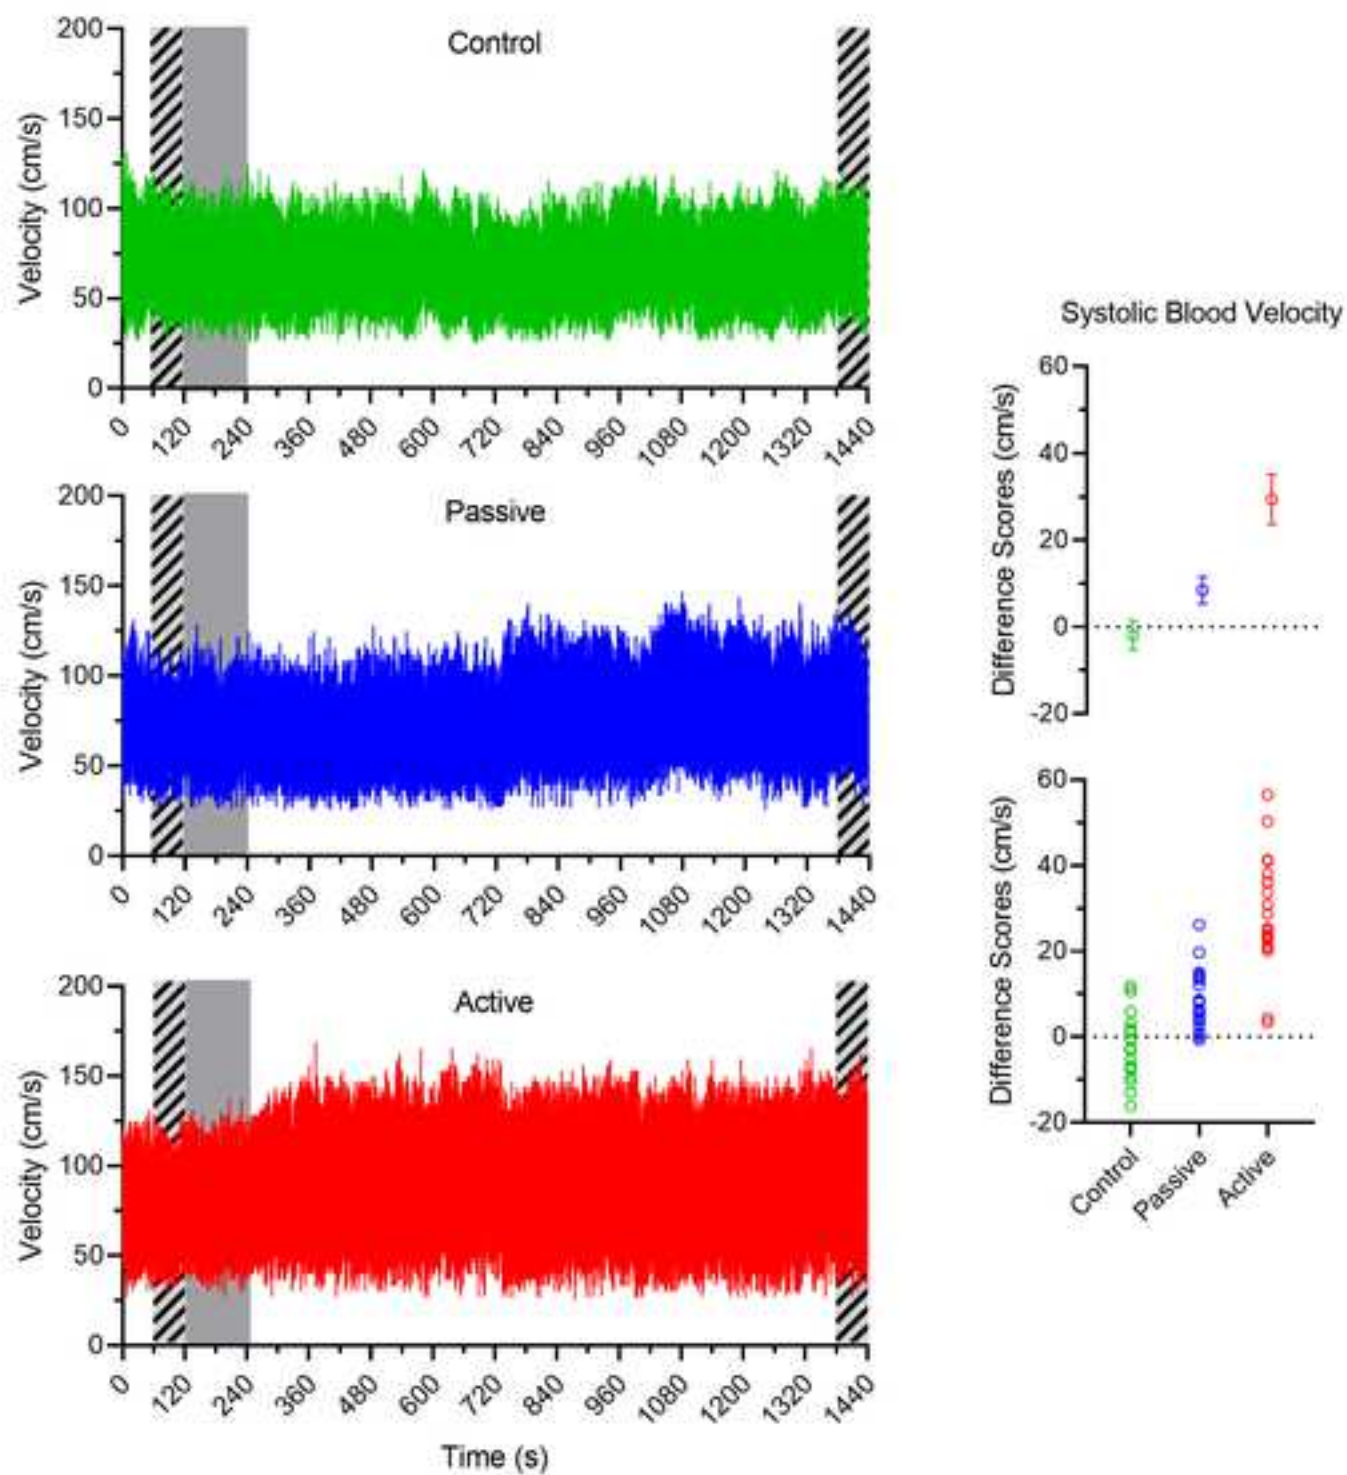 Control
Velocity (cm/s)
200
150
100
50
0
0 120 240 360 480 600 720 840 960 1080 1200 1320 1440
Passive
Velocity (cm/s)
200
150
100
50
0
0 120 240 360 480 600 720 840 960 1080 1200 1320 1440
Active
Velocity (cm/s)
200
150
100
50
0
0 120 240 360 480 600 720 840 960 1080 1200 1320 1440
Time (s)
Systolic Blood Velocity
Difference Scores (cm/s)
60
40
20
0
-20
Difference Scores (cm/s)
60
40
20
0
-20
Control Passive Active